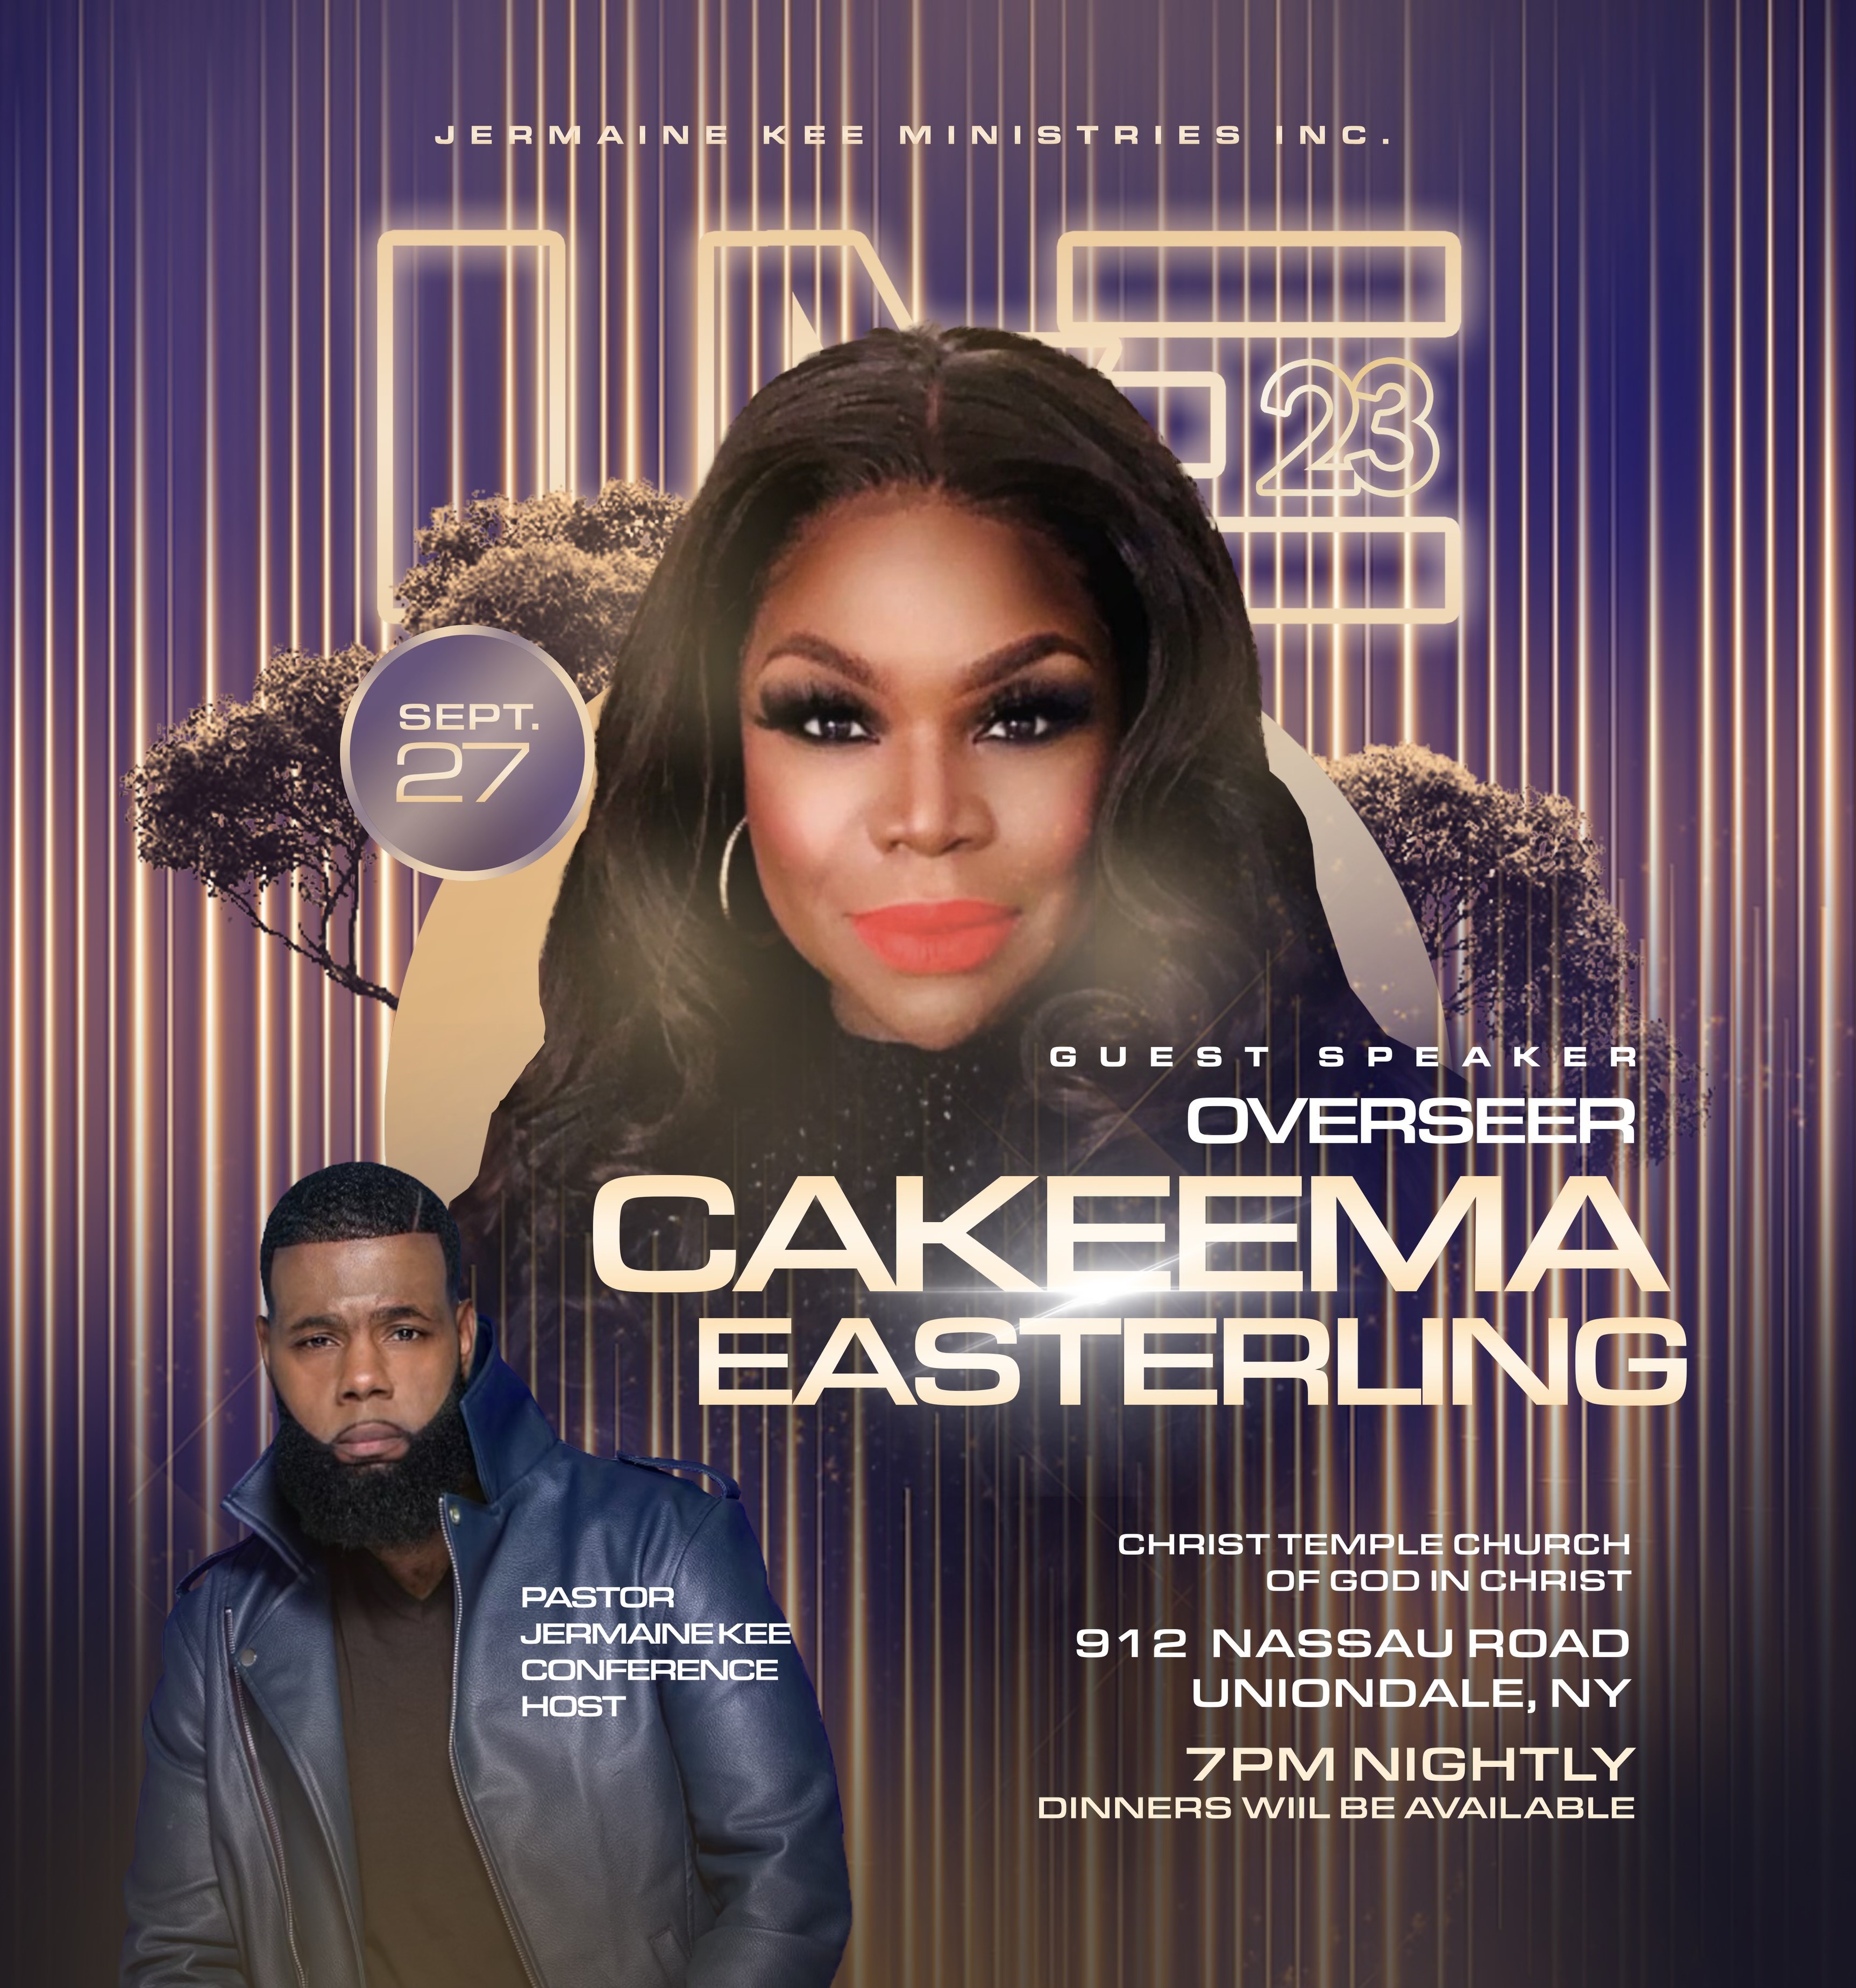 JERMAINE KEE MINISTRIES INC.
23
SEPT.
27
GUEST SPEAKER
OVERSEER
CAKEEMA
EASTERLING
PASTOR
JERMAINE KEE
CONFERENCE
HOST
CHRIST TEMPLE CHURCH
OF GOD IN CHRIST
912 NASSAU ROAD
UNIONDALE, NY
7PM NIGHTLY
DINNERS WIIL BE AVAILABLE